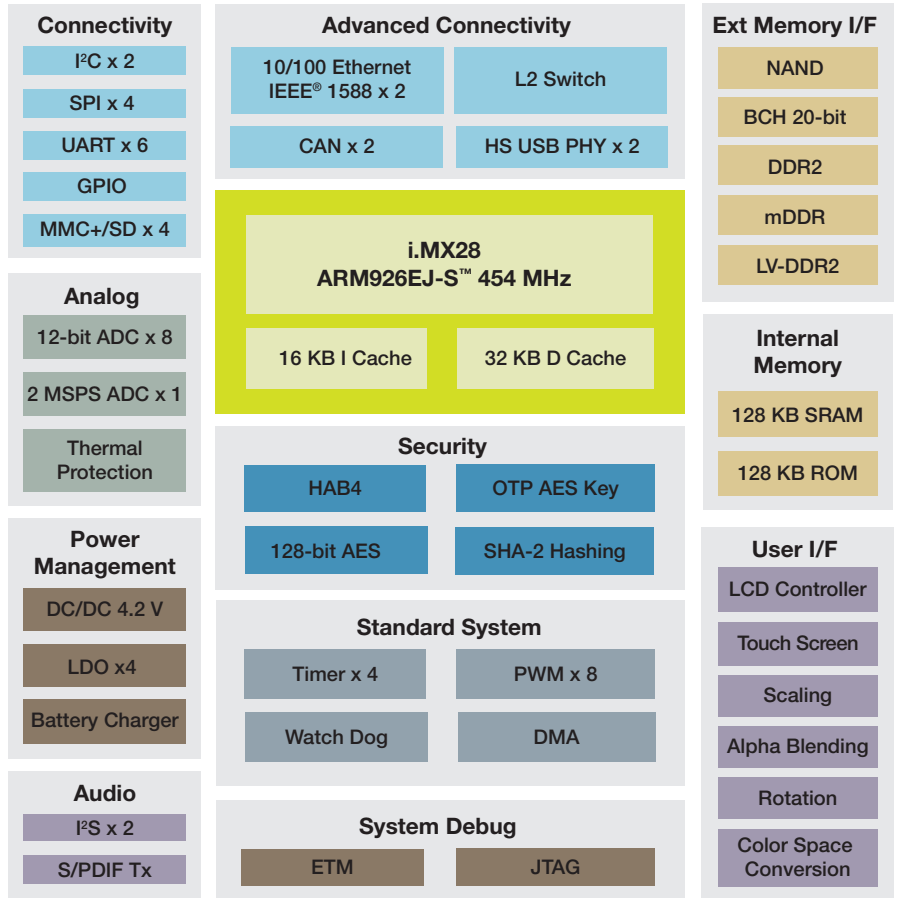 Connectivity
I²C x 2
SPI x 4
UART x 6
GPIO
MMC+/SD x 4
Analog
12-bit ADC x 8
2 MSPS ADC x 1
Thermal
Protection
Power
Management
DC/DC 4.2 V
LDO x4
Battery Charger
Audio
I²S x 2
S/PDIF Tx
Advanced Connectivity
10/100 Ethernet
IEEE® 1588 x 2
L2 Switch
CAN x 2
HS USB PHY x 2
i.MX28
ARM926EJ-S™ 454 MHz
16 KB I Cache
32 KB D Cache
Security
HAB4
OTP AES Key
128-bit AES
SHA-2 Hashing
Standard System
Timer x 4
PWM x 8
Watch Dog
DMA
System Debug
ETM
JTAG
Ext Memory I/F
NAND
BCH 20-bit
DDR2
mDDR
LV-DDR2
Internal
Memory
128 KB SRAM
128 KB ROM
User I/F
LCD Controller
Touch Screen
Scaling
Alpha Blending
Rotation
Color Space
Conversion